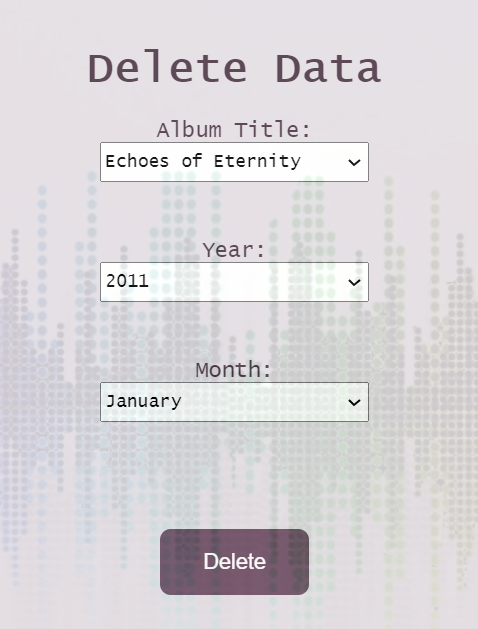 Delete Data
Album Title:
Echoes of Eternity
Year:
2011
Month:
January
Delete